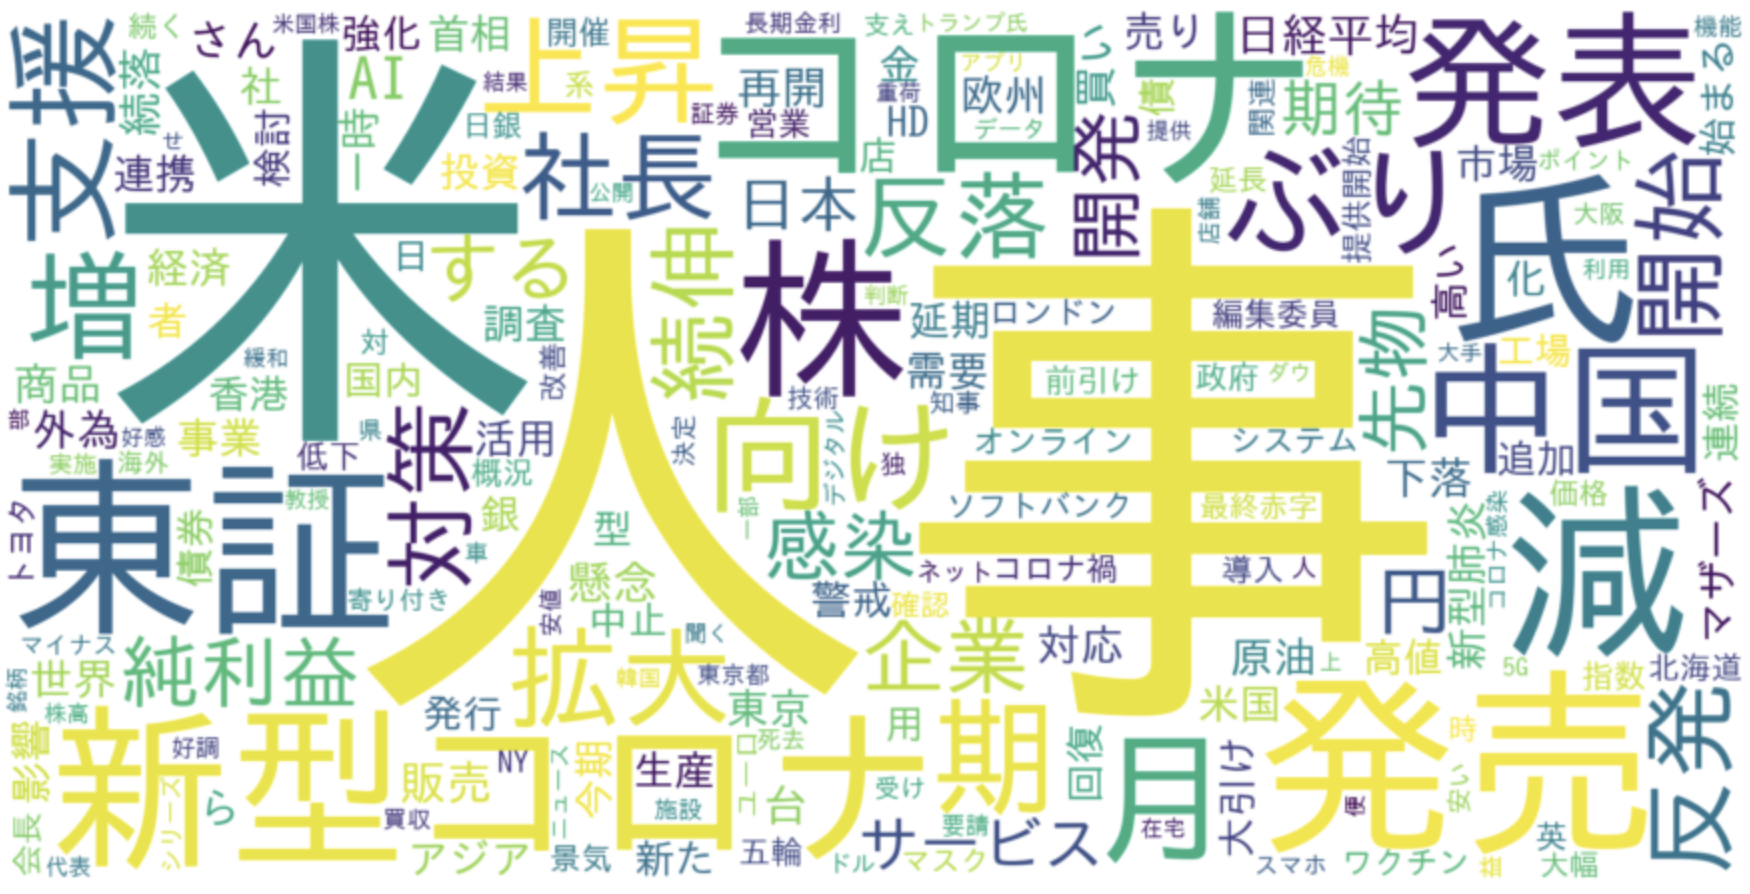 支援
続く
続落
さん
社
米国株
強化
AI
首相
上昇
開催
系
結果
日銀
投資
一時
検討
連携
せ
米
人事
コロナ
長期金利
支え
トランプ氏
再開
証券
営業
金
重荷
アプリ
欧州
HD
データ
店
買い
売り
債
日経平均
危機
関連
期待
提供
発表
機能
始まる
開発
延長
店舗
ぶり
提供開始
市場
ポイント
大阪
利用
開始
氏
化
高い
社長
公開
日本
反落
増
経済
者
日
する
続伸
調査
対
緩和
国内
香港
商品
改善
株
判断
技術
延期
ロンドン
需要
知事
前引け
編集委員
政府
ダウ
先物
大手
工場
中国
連続
追加
部
外為
好感
事業
県
低下
実施
海外
教授
対策
活用
概況
銀
決定
向け
デジタル
独
一部
オンライン
システム
ソフトバンク
最終赤字
下落
価格
コロナ感染
新型肺炎
減
マザーズ
トヨタ
東証
債券
寄り付き
車
型
懸念
安値
中止
聞く
感染
警戒
確認
ネット
コロナ禍
導入
人
円
マイナス
銘柄
世界
株高
純利益
拡大
韓国
東京都
企業
対応
原油
上
高値
5G
指数
北海道
米国
影響
会長
代表
新型コロナ
好調
シリーズ
ら
発行
販売
買収
NY
アジア
ニュース
景気
今期
生産
施設
新た
東京
死去
ユーロ
台
五輪
ドル
用
受け
要請
マスク
サービス
期
回復
月
在宅
大引け
発売
便
スマホ
ワクチン
時
安い
英
大幅
反発